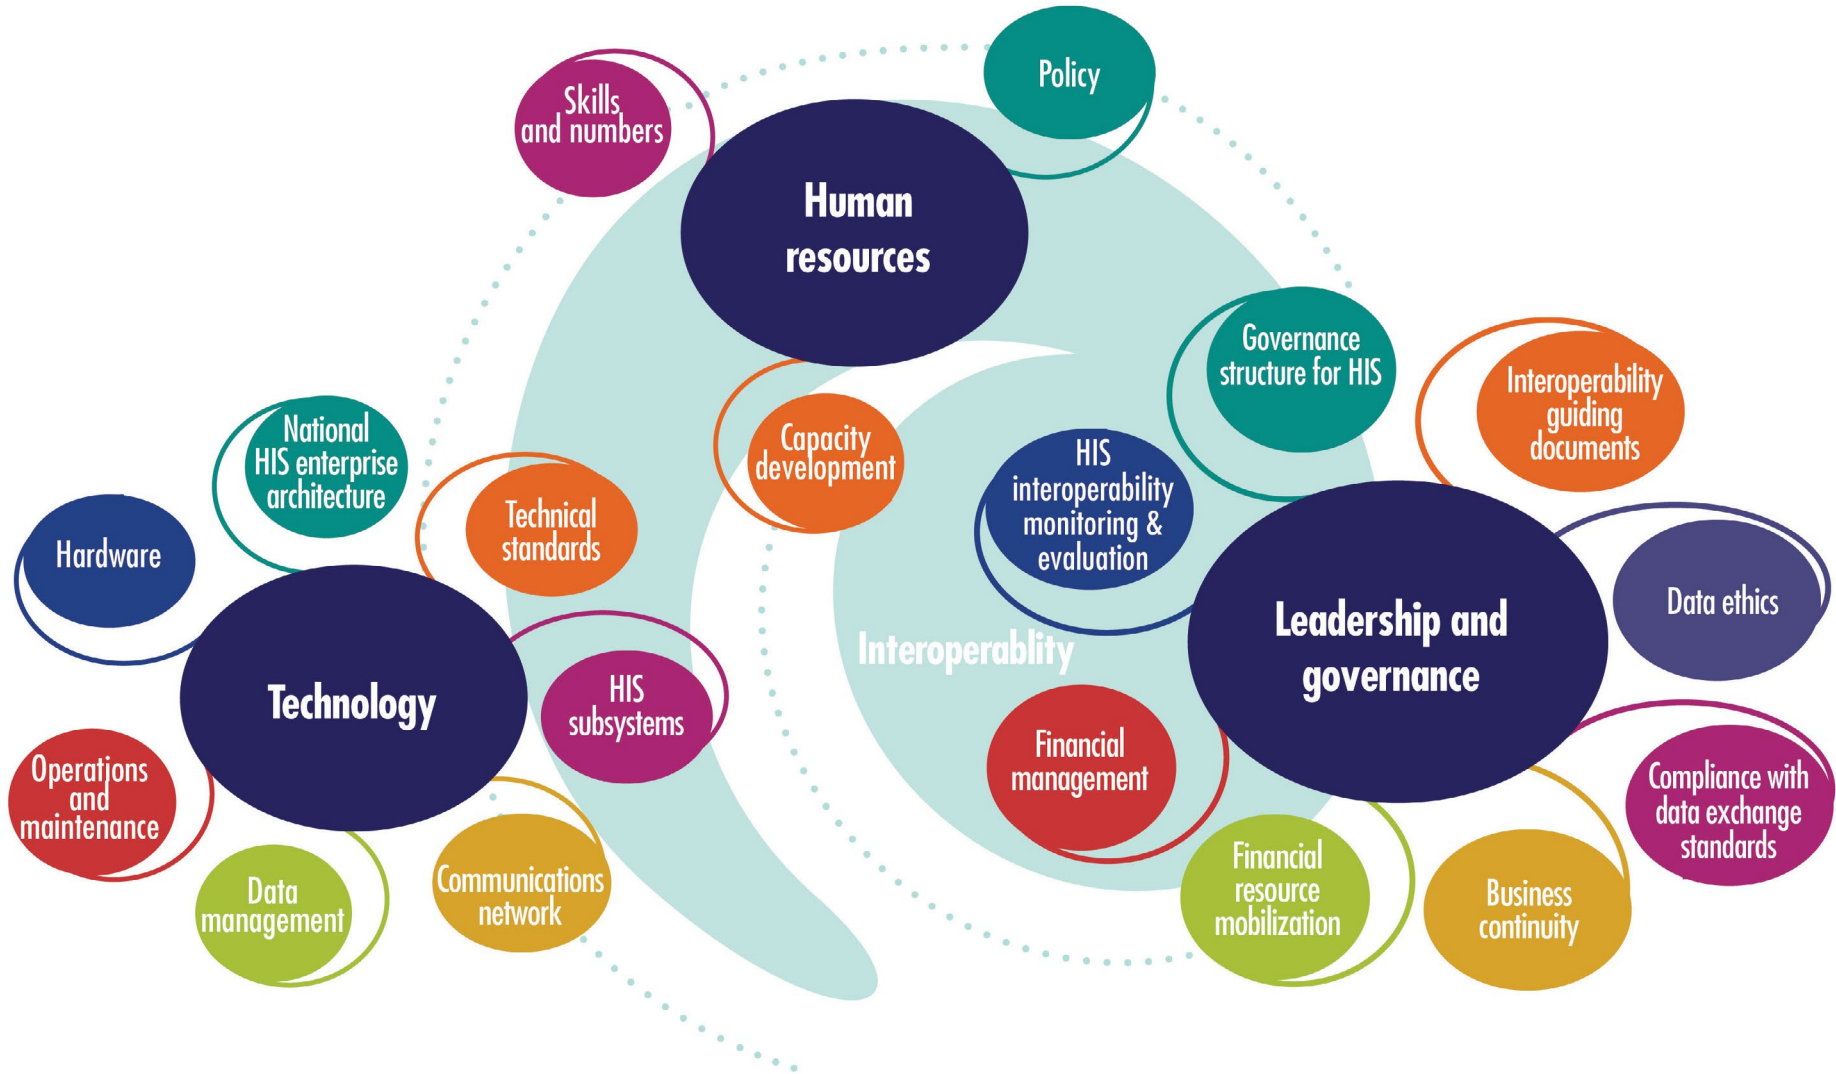 Policy
Skills
and numbers
Human
resources
Governance
structure for HIS
Interoperability
guiding
documents
Capacity
development
HIS
interoperability
monitoring &
evaluation
National
HIS enterprise
architecture
Technical
standards
Hardware
Data ethics
Leadership and
governance
Interoperablity
Technology
HIS
subsystems
Financial
management
Operations
and
maintenance
Compliance with
data exchange
standards
Data
management
Communications
network
Financial
resource
mobilization
Business
continuity